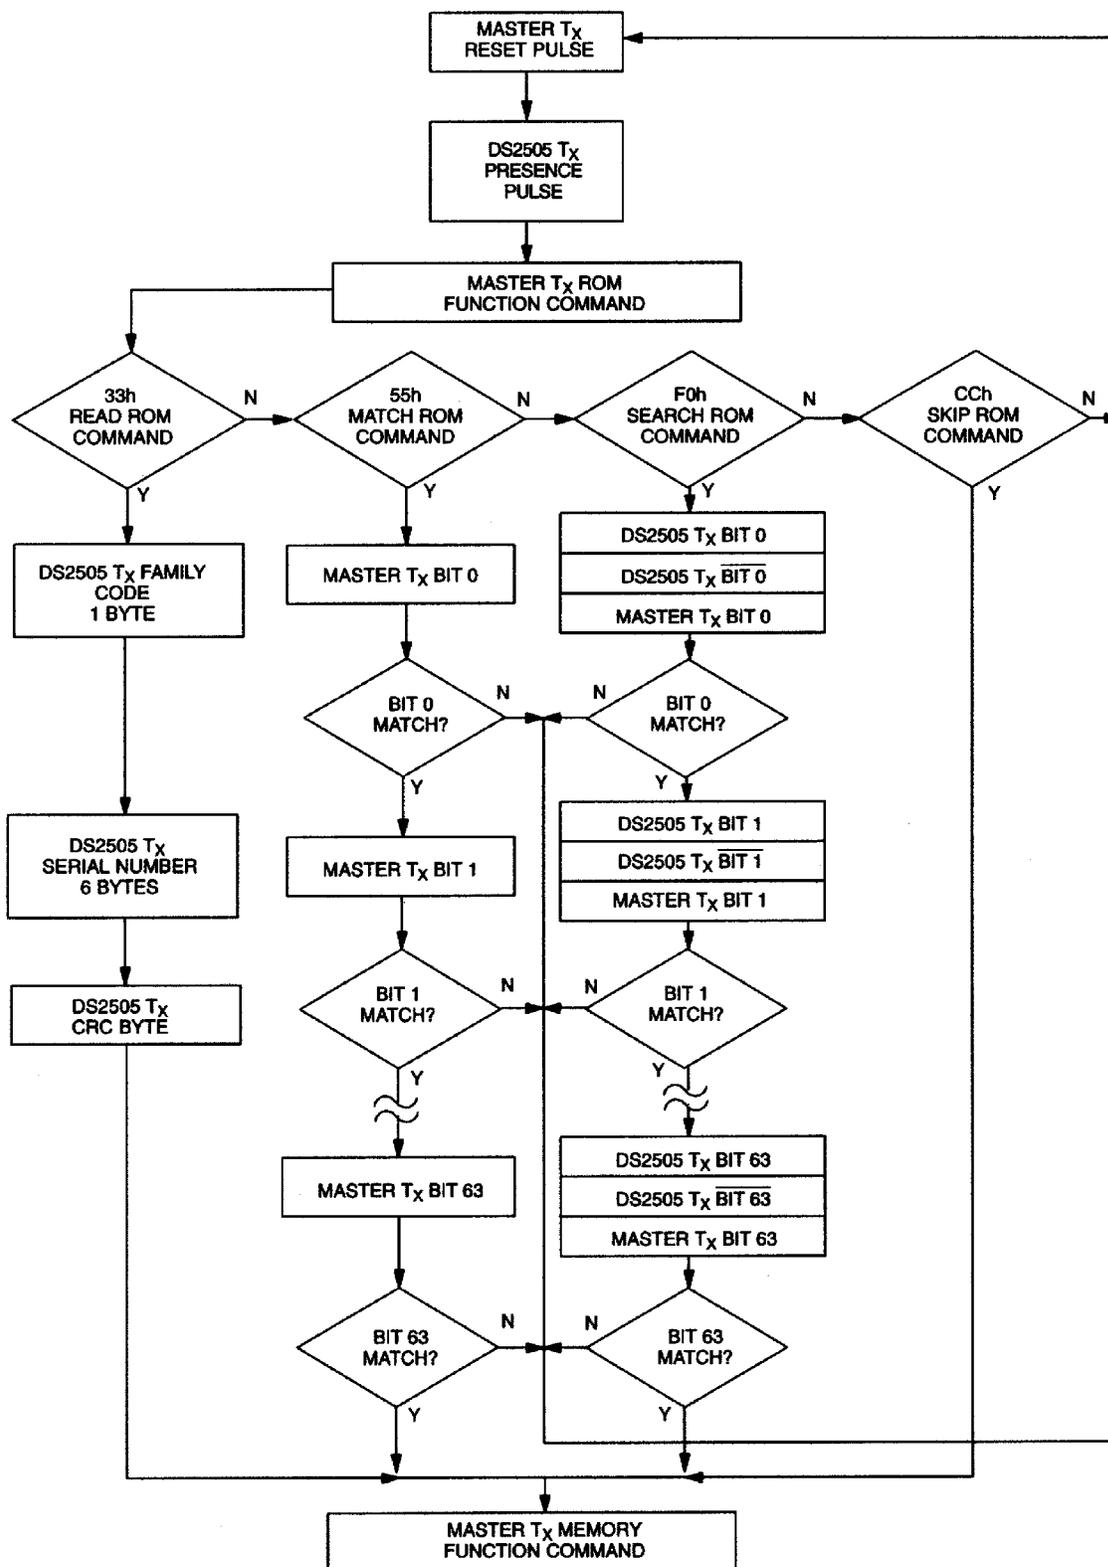 MASTER TX
RESET PULSE
DS2505 TX
PRESENCE
PULSE
MASTER TX ROM
FUNCTION COMMAND
33h
READ ROM
COMMAND
N
Y
55h
MATCH ROM
COMMAND
N
Y
F0h
SEARCH ROM
COMMAND
N
Y
CCh
SKIP ROM
COMMAND
N
Y
DS2505 TX FAMILY
CODE
1 BYTE
DS2505 TX
SERIAL NUMBER
6 BYTES
DS2505 TX
CRC BYTE
MASTER TX BIT 0
BIT 0
MATCH?
N
Y
MASTER TX BIT 1
BIT 1
MATCH?
N
Y
MASTER TX BIT 63
BIT 63
MATCH?
N
Y
DS2505 TX BIT 0
DS2505 TX BIT 0
MASTER TX BIT 0
N
BIT 0
MATCH?
Y
DS2505 TX BIT 1
DS2505 TX BIT 1
MASTER TX BIT 1
N
BIT 1
MATCH?
Y
DS2505 TX BIT 63
DS2505 TX BIT 63
MASTER TX BIT 63
N
BIT 63
MATCH?
Y
MASTER TX MEMORY
FUNCTION COMMAND